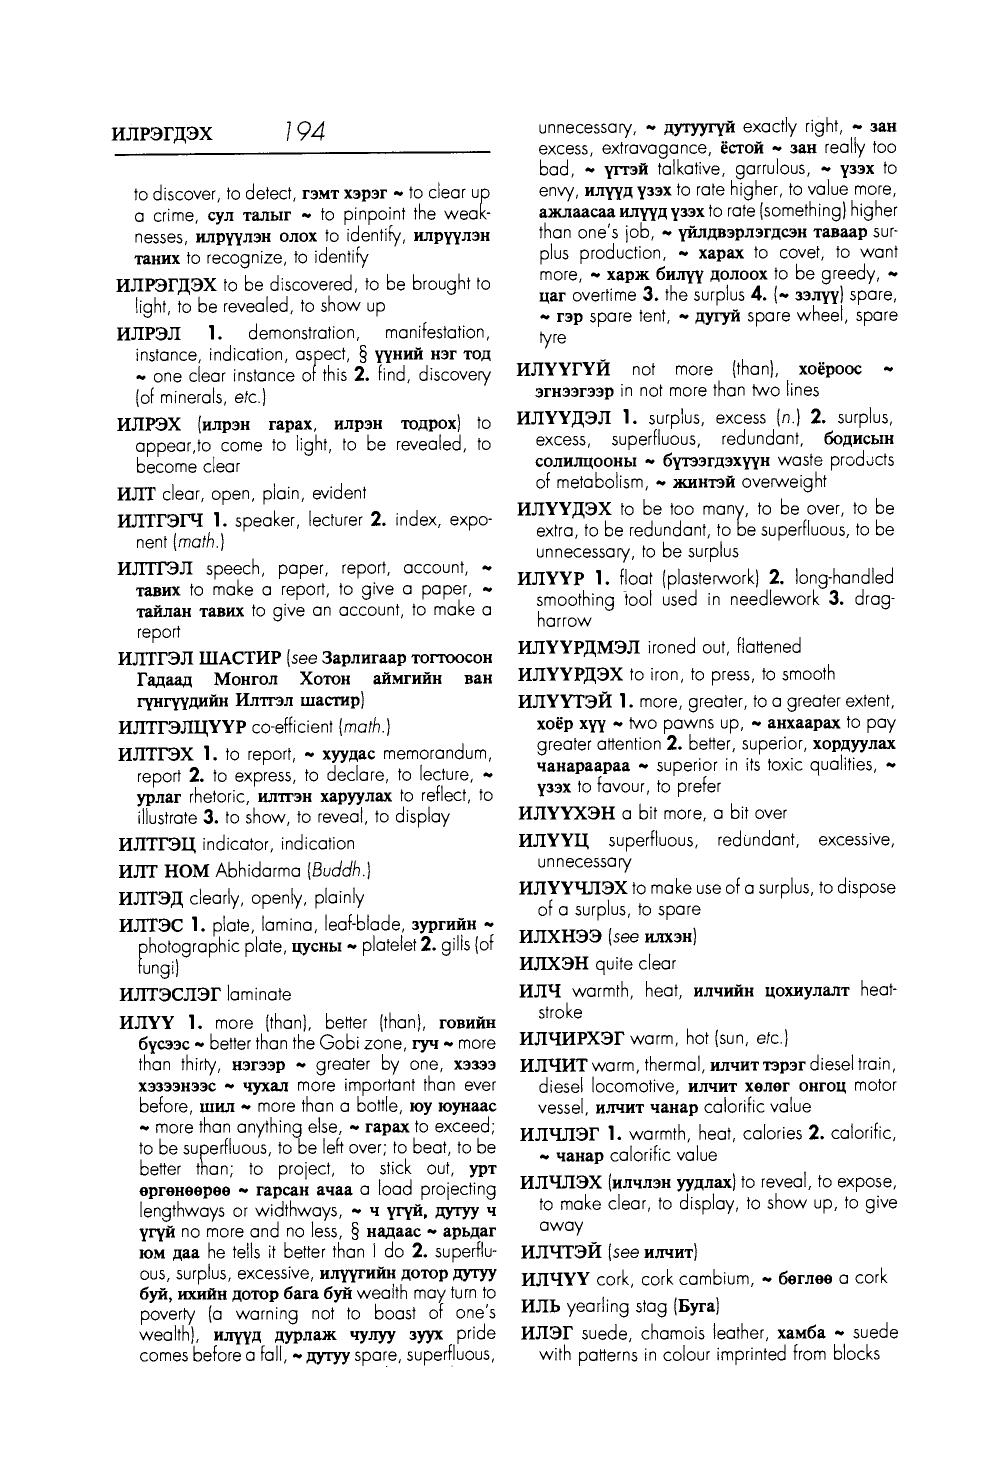 ИЛРЭГДЭХ 194
to discover, to detect, гэмт хэрэг ~ to clear up
a crime, сул талыг ~ to pinpoint the weak-
nesses, илрүүлэн олох to identify, илрүүлэн
таних to recognize, to identify
ИЛРЭГДЭХ to be discovered, to be brought to
light, to be revealed, to show up
ИЛРЭЛ 1. demonstration, manifestation,
instance, indication, aspect, § үүний нэг тод
~ one clear instance of this 2. find, discovery
(of minerals, etc.)
ИЛРЭХ (илрэн гарах, илрэн тодрох) to
appear,to come to light, to be revealed, to
become clear
ИЛТ clear, open, plain, evident
ИЛТГЭГЧ 1. speaker, lecturer 2. index, expo-
nent (math.)
ИЛТГЭЛ speech, paper, report, account, ~
тавих to make a report, to give a paper, ~
тайлан тавих to give an account, to make a
report
ИЛТГЭЛ ШАСТИР (see Зарлигаар тогтоосон
Гадаад Монгол Хотон аймгийн ван
гүнгүүдийн Илтгэл шастир)
ИЛТГЭЛЦҮҮР co-efficient (math.)
ИЛТГЭХ 1. to report, ~ хуудас memorandum,
report 2. to express, to declare, to lecture, ~
урлаг rhetoric, илтгэн харуулах to reflect, to
illustrate 3. to show, to reveal, to display
ИЛТГЭЦ indicator, indication
ИЛТ НОМ Abhidarma (Buddh.)
ИЛТЭД clearly, openly, plainly
ИЛТЭС 1. plate, lamina, leaf-blade, зургийн ~
photographic plate, цусны ~ platelet 2. gills (of
fungi)
ИЛТЭСЛЭГ laminate
ИЛҮҮ 1. more (than), better (than), говийн
бүсээс ~ better than the Gobi zone, гуч ~ more
than thirty, нэгээр ~ greater by one, хэзээ
хэзээнээс ~ чухал more important than ever
before, шил ~ more than a bottle, юу юунаас
~ more than anything else, ~ гарах to exceed;
to be superfluous, to be left over; to beat, to be
better than; to project, to stick out, урт
өргөнөөрөө ~ гарсан ачаа a load projecting
lengthways or widthways, ~ ч үгүй, дутуу ч
үгүй no more and no less, § надаас ~ арьдаг
юм даа he tells it better than I do 2. superflu-
ous, surplus, excessive, илүүгийн дотор дутуу
буй, ихийн дотор бага буй wealth may turn to
poverty (a warning not to boast of one's
wealth), илүүд дурлаж чулуу зуух pride
comes before a fall, ~ дутуу spare, superfluous,
unnecessary, ~ дутуугүй exactly right, ~ зан
excess, extravagance, ёстой ~ зан really too
bad, ~ үгтэй talkative, garrulous, ~ үзэх to
envy, илүүд үзэх to rate higher, to value more,
ажлаасаа илүүд үзэх to rate (something) higher
than one's job, ~ үйлдвэрлэгдсэн таваар sur-
plus production, ~ харах to covet, to want
more, ~ харж билүү долоох to be greedy, ~
цаг overtime 3. the surplus 4. (~ зэлүү) spare,
~ гэр spare tent, ~ дугуй spare wheel, spare
tyre
ИЛҮҮГҮЙ not more (than), хоёроос ~
эгнээгээр in not more than two lines
ИЛҮҮДЭЛ 1. surplus, excess (n.) 2. surplus,
excess, superfluous, redundant, бодисын
солилцооны ~ бүтээгдэхүүн waste products
of metabolism, ~ жинтэй overweight
ИЛҮҮДЭХ to be too many, to be over, to be
extra, to be redundant, to be superfluous, to be
unnecessary, to be surplus
ИЛҮҮР 1. float (plasterwork) 2. long-handled
smoothing tool used in needlework 3. drag-
harrow
ИЛҮҮРДМЭЛ ironed out, flattened
ИЛҮҮРДЭХ to iron, to press, to smooth
ИЛҮҮТЭЙ 1. more, greater, to a greater extent,
хоёр хүү ~ two pawns up, ~ анхаарах to pay
greater attention 2. better, superior, хордуулах
чанараараа ~ superior in its toxic qualities, ~
үзэх to favour, to prefer
ИЛҮҮХЭН a bit more, a bit over
ИЛҮҮЦ superfluous, redundant, excessive,
unnecessary
ИЛҮҮЧЛЭХ to make use of a surplus, to dispose
of a surplus, to spare
ИЛХНЭЭ (see илхэн)
ИЛХЭН quite clear
ИЛЧ warmth, heat, илчийн цохиулалт heat-
stroke
ИЛЧИРХЭГ warm, hot (sun, etc.)
ИЛЧИТ warm, thermal, илчит тэрэг diesel train,
diesel locomotive, илчит хөлөг онгоц motor
vessel, илчит чанар calorific value
ИЛЧЛЭГ 1. warmth, heat, calories 2. calorific,
~ чанар calorific value
ИЛЧЛЭХ (илчлэн уудлах) to reveal, to expose,
to make clear, to display, to show up, to give
away
ИЛЧТЭЙ (see илчит)
ИЛЧҮҮ cork, cork cambium, ~ бөглөө a cork
ИЛЬ yearling stag (Буга)
ИЛЭГ suede, chamois leather, хамба ~ suede
with patterns in colour imprinted from blocks